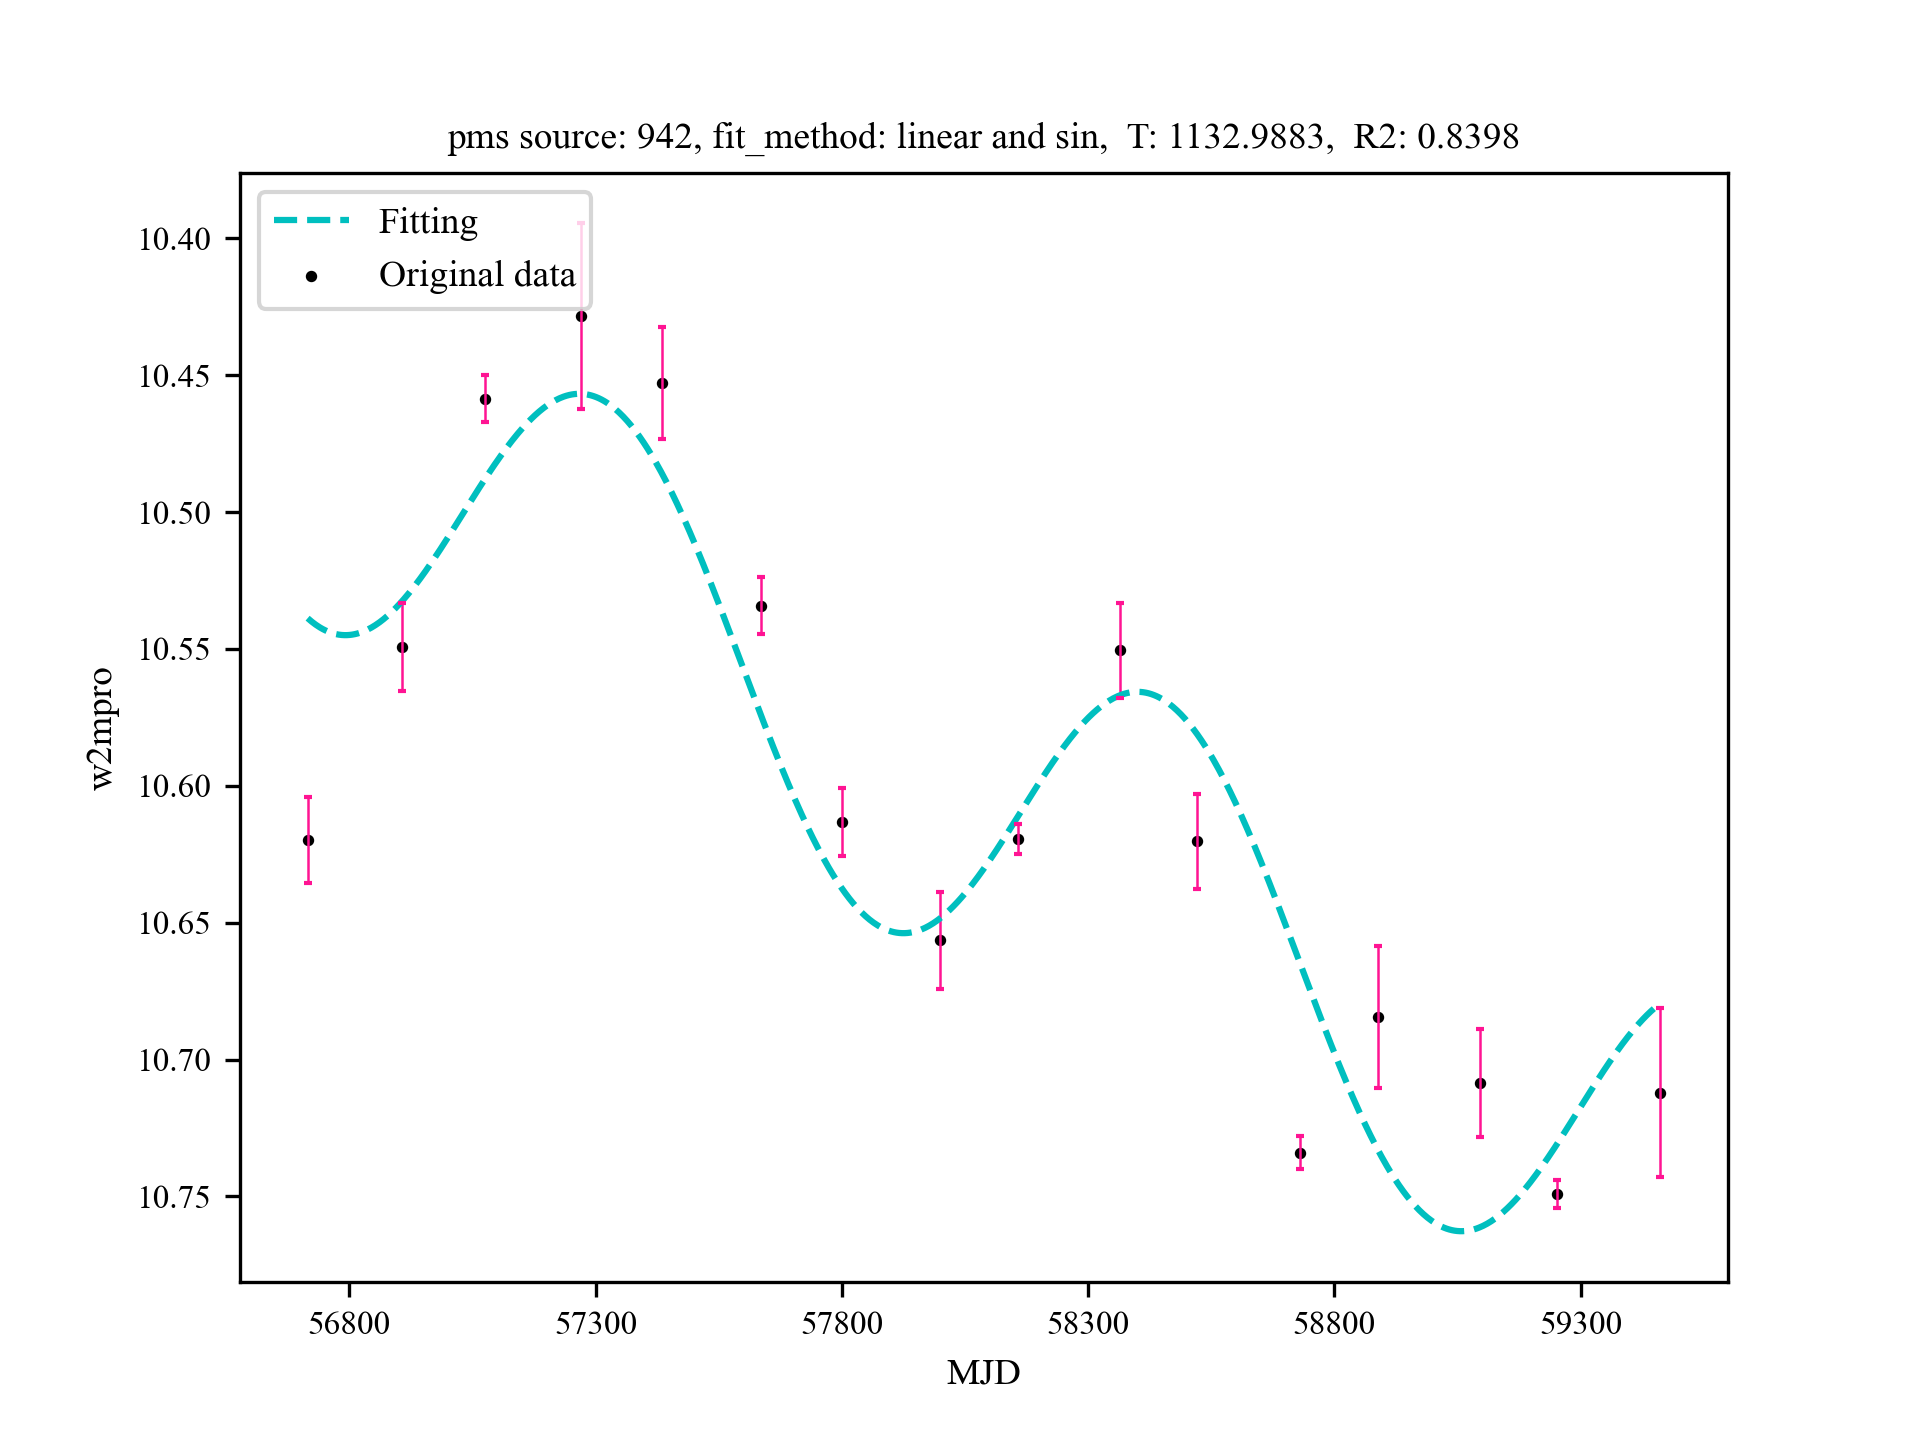 pms source: 942, fit_method: linear and sin,  T: 1132.9883,  R2: 0.8398
Fitting
Original data
10.40
10.45
10.50
10.55
10.60
10.65
10.70
10.75
w2mpro
56800 57300 57800 58300 58800 59300
MJD